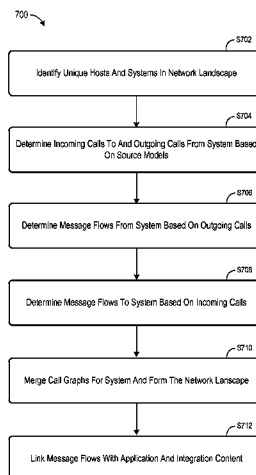 700
S702
Identify Unique Hosts And Systems In Network Landscape
S704
Determine Incoming Calls To And Outgoing Calls From System Based
On Source Models
S706
Determine Message Flows From System Based On Outgoing Calls
S708
Determine Message Flows To System Based On Incoming Calls
S710
Merge Call Graphs For System And Form The Network Lanscape
S712
Link Message Flows With Application And Integration Content